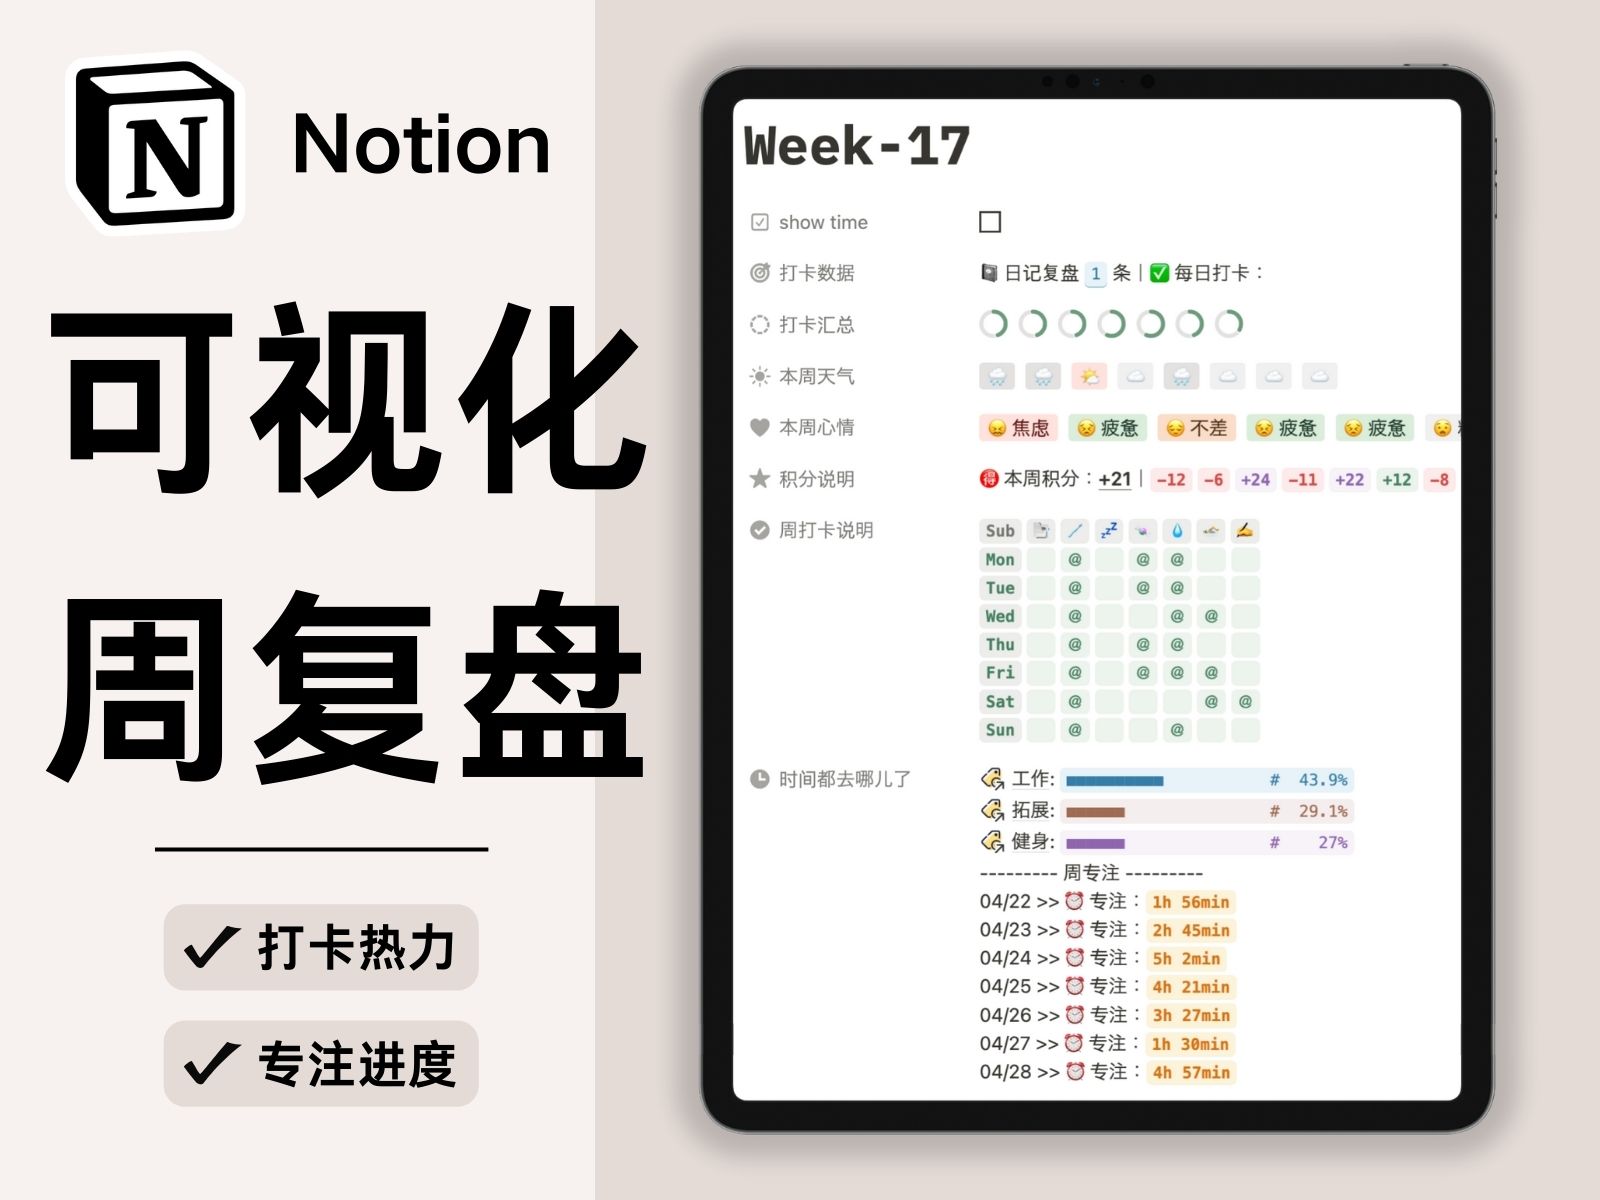 N Notion
可视化
周复盘
打卡热力
专注进度
Week-17
show time
打卡数据 日记复盘 1 条 | 每日打卡：
打卡汇总
本周天气
本周心情 焦虑 疲惫 不差 疲惫 疲惫
积分说明 得 本周积分：+21 | -12 -6 +24 -11 +22 +12 -8
周打卡说明 Sub zzZ
Mon @ @ @
Tue @ @ @
Wed @ @ @
Thu @ @ @
Fri @ @ @ @
Sat @ @ @
Sun @ @
时间都去哪儿了 工作: # 43.9%
拓展: # 29.1%
健身: # 27%
--------- 周专注 ---------
04/22 >> 专注：1h 56min
04/23 >> 专注：2h 45min
04/24 >> 专注：5h 2min
04/25 >> 专注：4h 21min
04/26 >> 专注：3h 27min
04/27 >> 专注：1h 30min
04/28 >> 专注：4h 57min